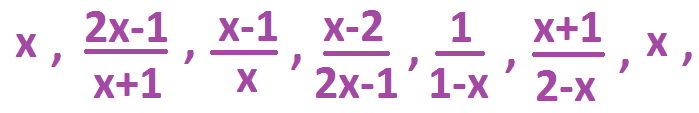 x , (2x-1)/(x+1) , (x-1)/x , (x-2)/(2x-1) , 1/(1-x) , (x+1)/(2-x) , x ,